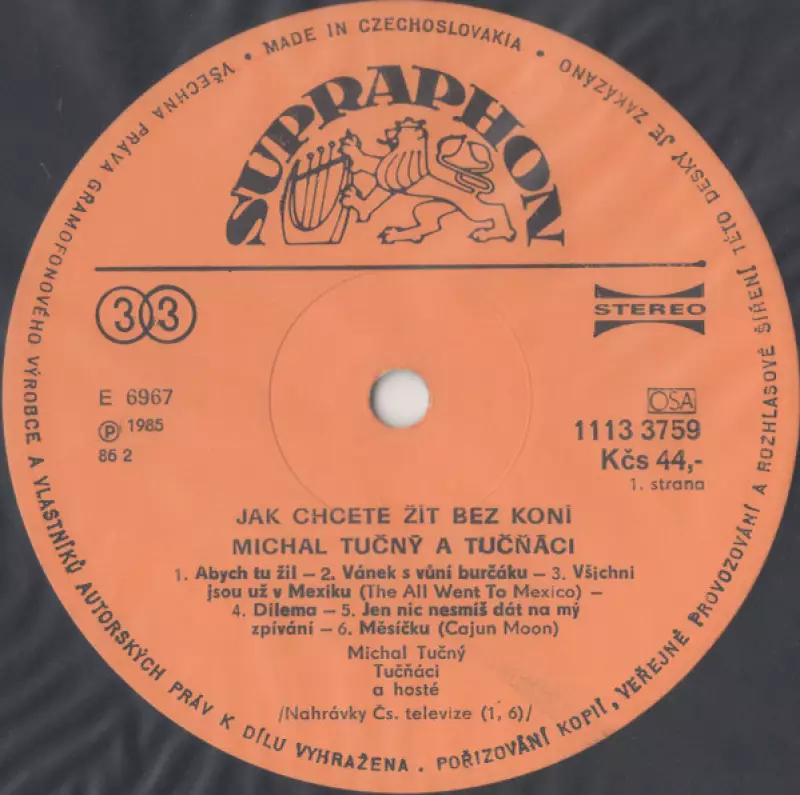 VŠECHNA PRÁVA GRAMOFONOVÉHO VÝROBCE A VLASTNÍKŮ AUTORSKÝCH PRÁV K DÍLU VYHRAŽENA . POŘIZOVÁNÍ KOPIÍ, VEŘEJNÉ PROVOZOVÁNÍ A ROZHLASOVÉ ŠÍŘENÍ TÉTO DESKY JE ZAKÁZÁNO •
MADE IN CZECHOSLOVAKIA •
SUPRAPHON
33
STEREO
E 6967
Ⓟ 1985
86 2
OSA
1113 3759
Kčs 44,-
1. strana
JAK CHCETE ŽÍT BEZ KONÍ
MICHAL TUČNÝ A TUČŇÁCI
1. Abych tu žil – 2. Vánek s vůní burčáku – 3. Všichni
jsou už v Mexiku (The All Went To Mexico) –
4. Dilema – 5. Jen nic nesmíš dát na mý
zpívání – 6. Měsíčku (Cajun Moon)
Michal Tučný
Tučňáci
a hosté
/Nahrávky Čs. televize (1, 6)/